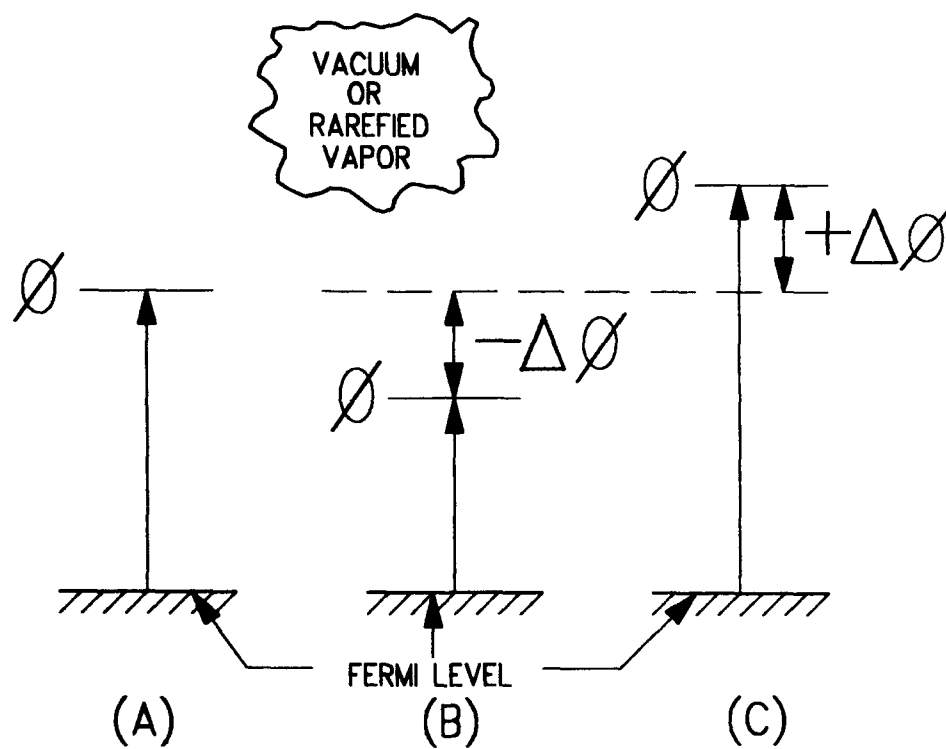 VACUUM
OR
RAREFIED
VAPOR
Ø
Ø
+ΔØ
−ΔØ
Ø
FERMI LEVEL
(A)
(B)
(C)